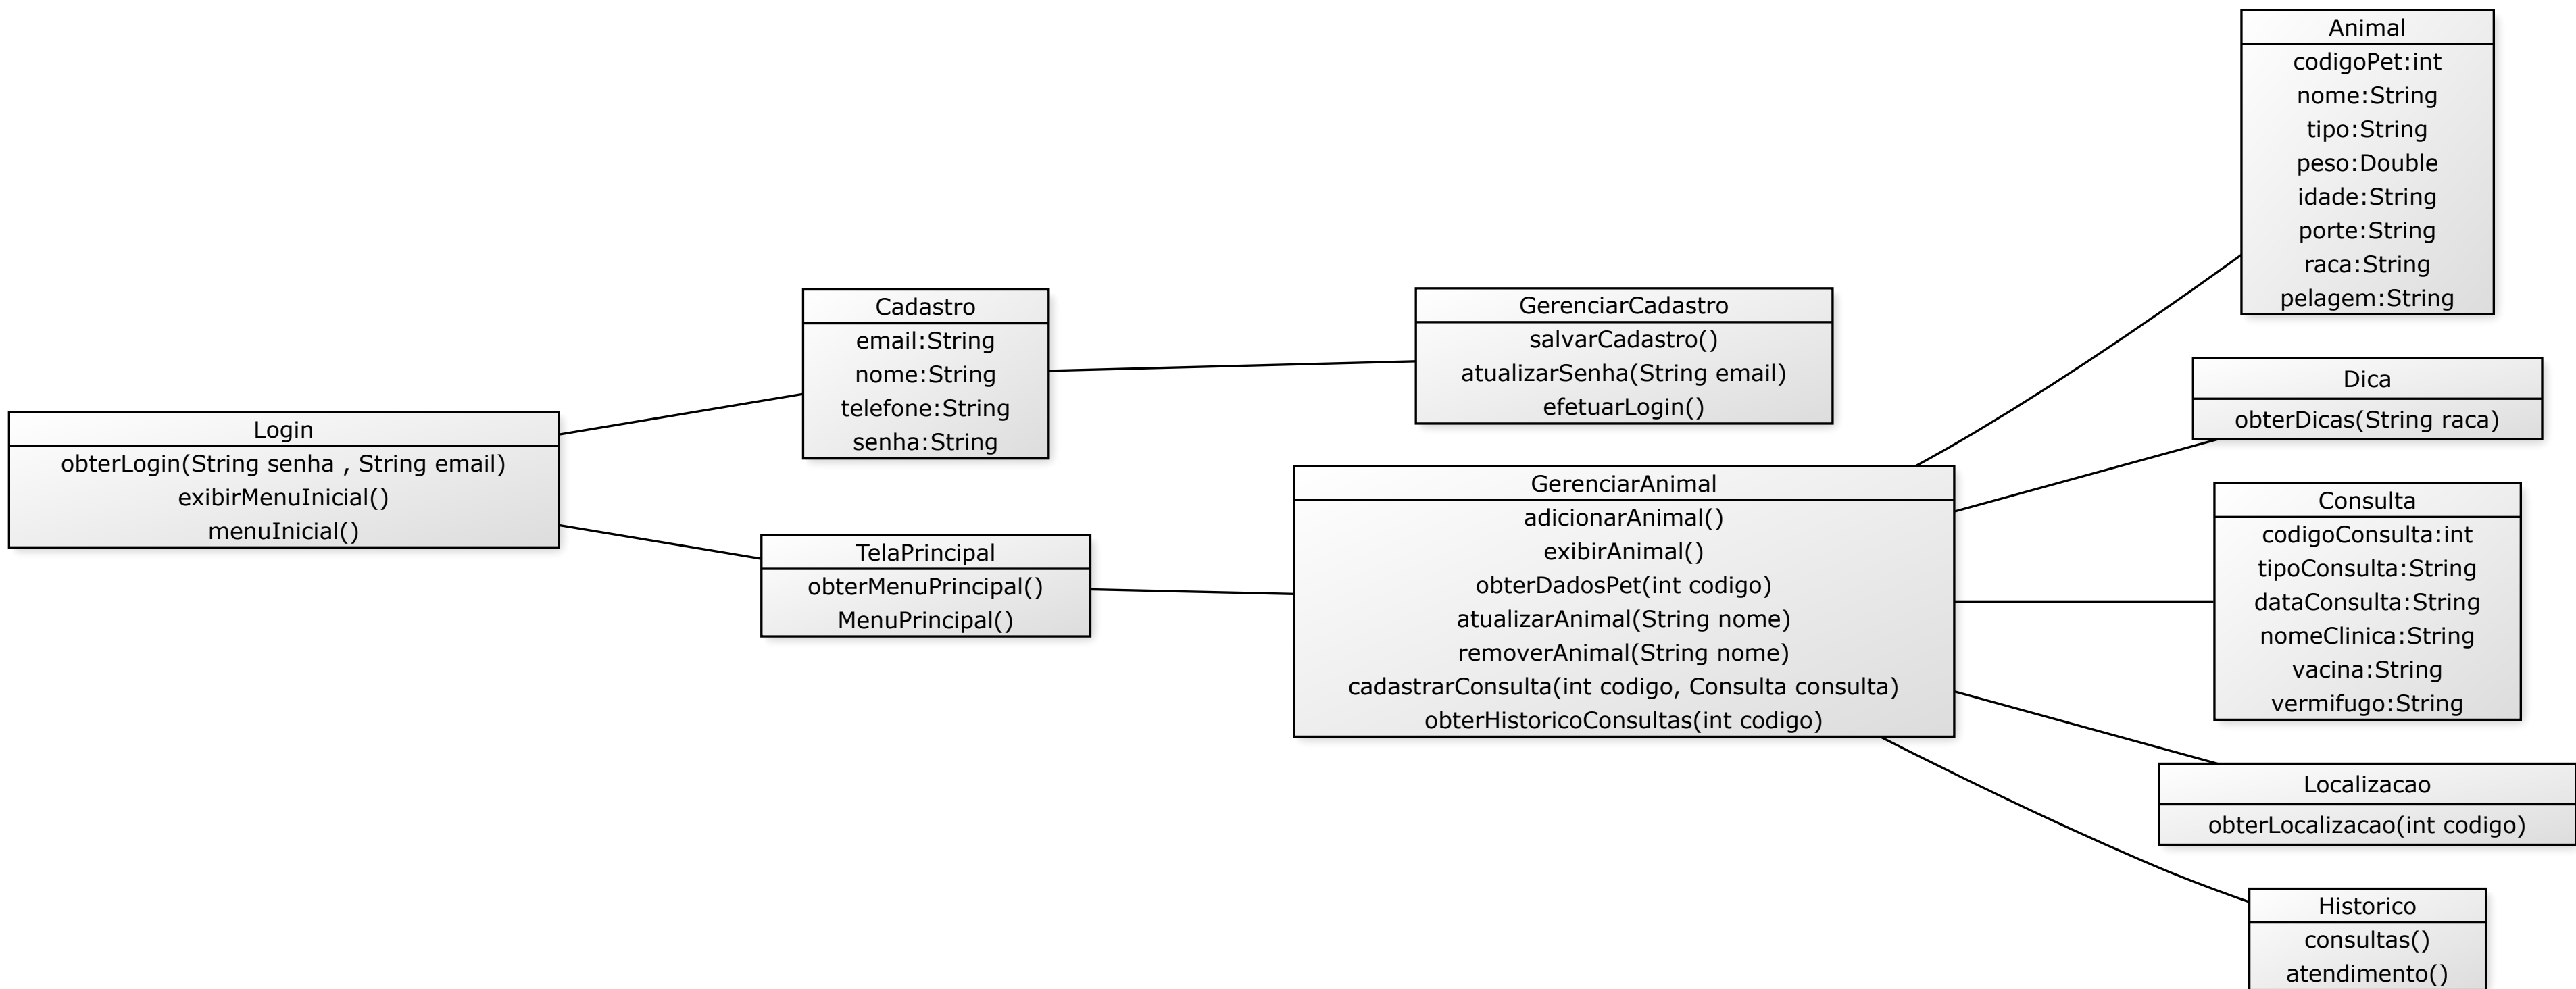 Login
obterLogin(String senha , String email)
exibirMenuInicial()
menuInicial()
Cadastro
email:String
nome:String
telefone:String
senha:String
TelaPrincipal
obterMenuPrincipal()
MenuPrincipal()
GerenciarCadastro
salvarCadastro()
atualizarSenha(String email)
efetuarLogin()
GerenciarAnimal
adicionarAnimal()
exibirAnimal()
obterDadosPet(int codigo)
atualizarAnimal(String nome)
removerAnimal(String nome)
cadastrarConsulta(int codigo, Consulta consulta)
obterHistoricoConsultas(int codigo)
Animal
codigoPet:int
nome:String
tipo:String
peso:Double
idade:String
porte:String
raca:String
pelagem:String
Dica
obterDicas(String raca)
Consulta
codigoConsulta:int
tipoConsulta:String
dataConsulta:String
nomeClinica:String
vacina:String
vermifugo:String
Localizacao
obterLocalizacao(int codigo)
Historico
consultas()
atendimento()